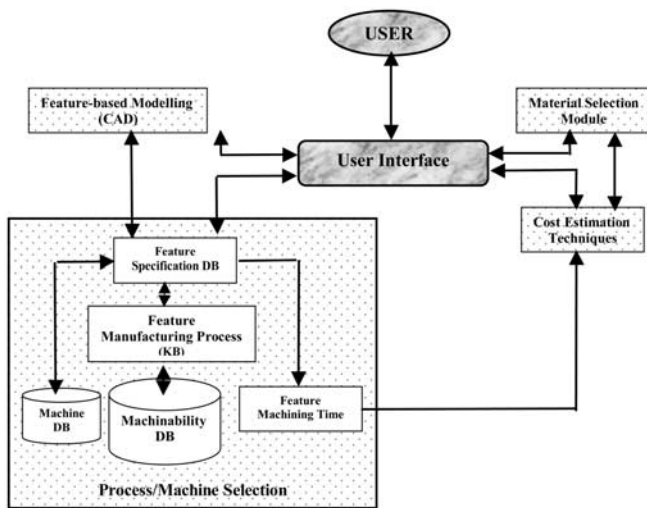 USER
Feature-based Modelling
(CAD)
Material Selection
Module
User Interface
Cost Estimation
Techniques
Feature
Specification DB
Feature
Manufacturing Process
(KB)
Machine
DB
Machinability
DB
Feature
Machining Time
Process/Machine Selection